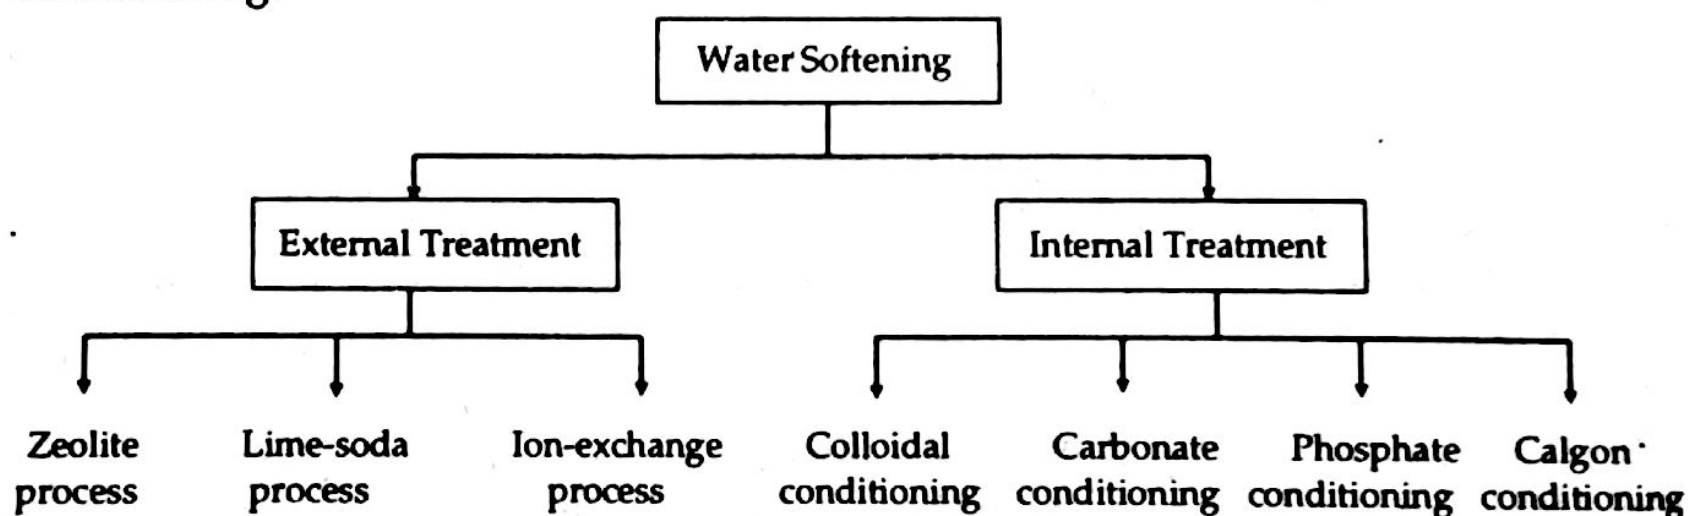 Water Softening
External Treatment
Internal Treatment
Zeolite
process
Lime-soda
process
Ion-exchange
process
Colloidal
conditioning
Carbonate
conditioning
Phosphate
conditioning
Calgon
conditioning